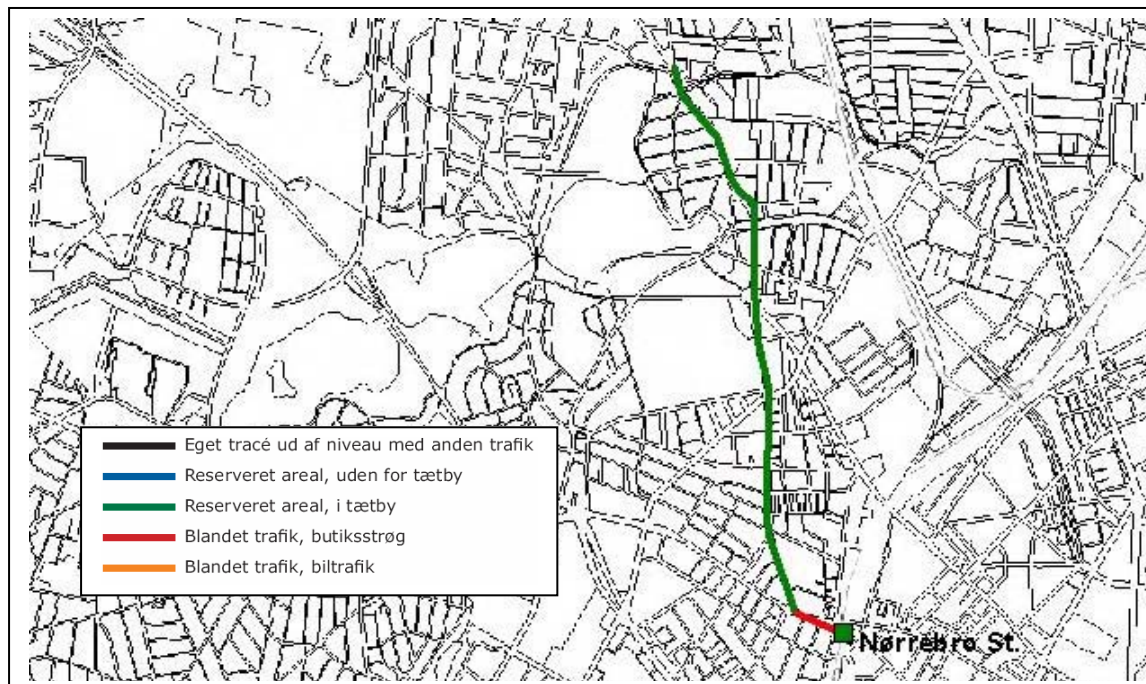 Eget tracé ud af niveau med anden trafik
Reserveret areal, uden for tætby
Reserveret areal, i tætby
Blandet trafik, butiksstrøg
Blandet trafik, biltrafik
Nørrebro St.